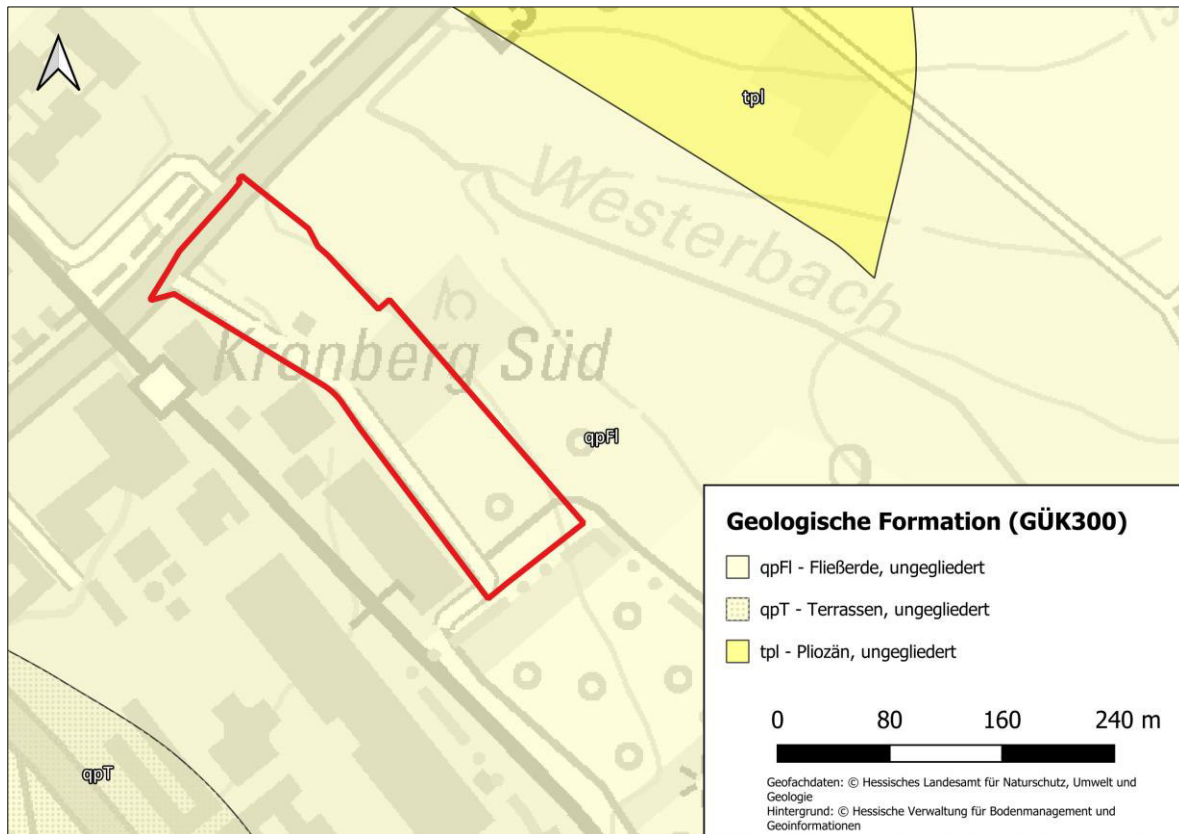 tpl
Westerbach
Kronberg Süd
qpFl
qpT
Geologische Formation (GÜK300)
qpFl - Fließerde, ungegliedert
qpT - Terrassen, ungegliedert
tpl - Pliozän, ungegliedert
0 80 160 240 m
Geofachdaten: © Hessisches Landesamt für Naturschutz, Umwelt und
Geologie
Hintergrund: © Hessische Verwaltung für Bodenmanagement und
Geoinformationen